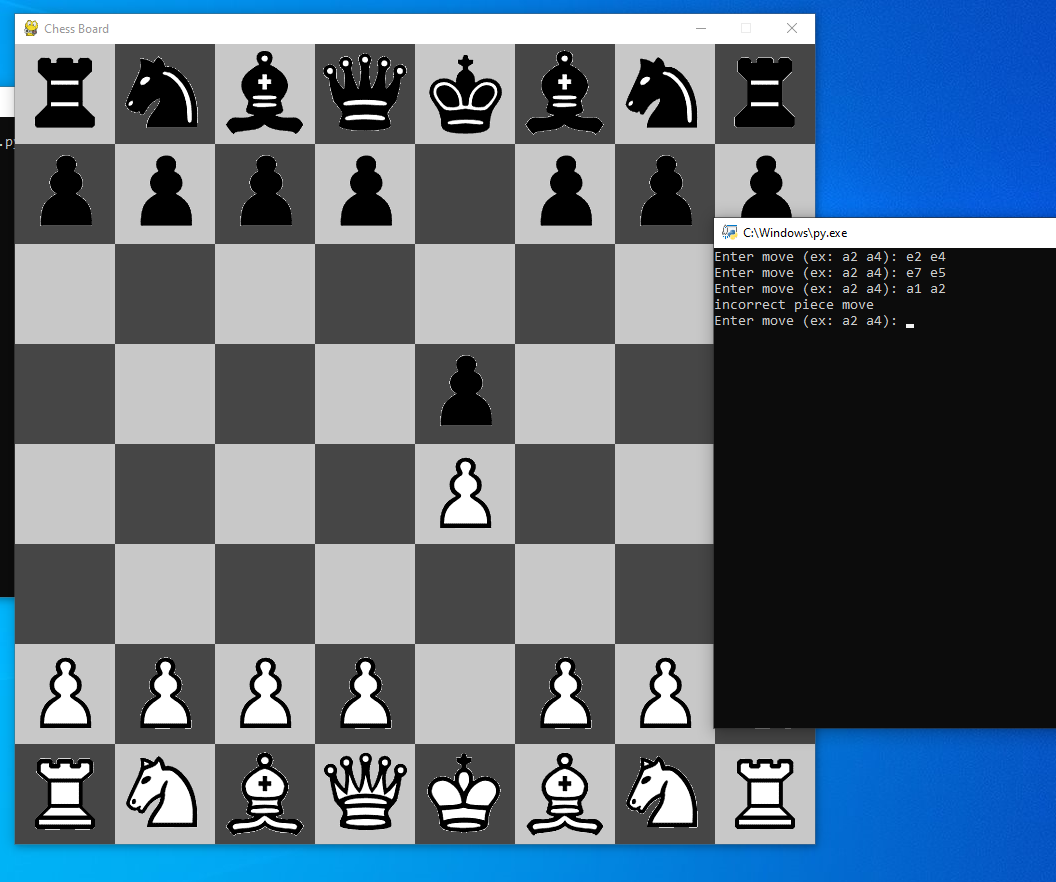 Chess Board
.py
C:\Windows\py.exe
Enter move (ex: a2 a4): e2 e4
Enter move (ex: a2 a4): e7 e5
Enter move (ex: a2 a4): a1 a2
incorrect piece move
Enter move (ex: a2 a4):